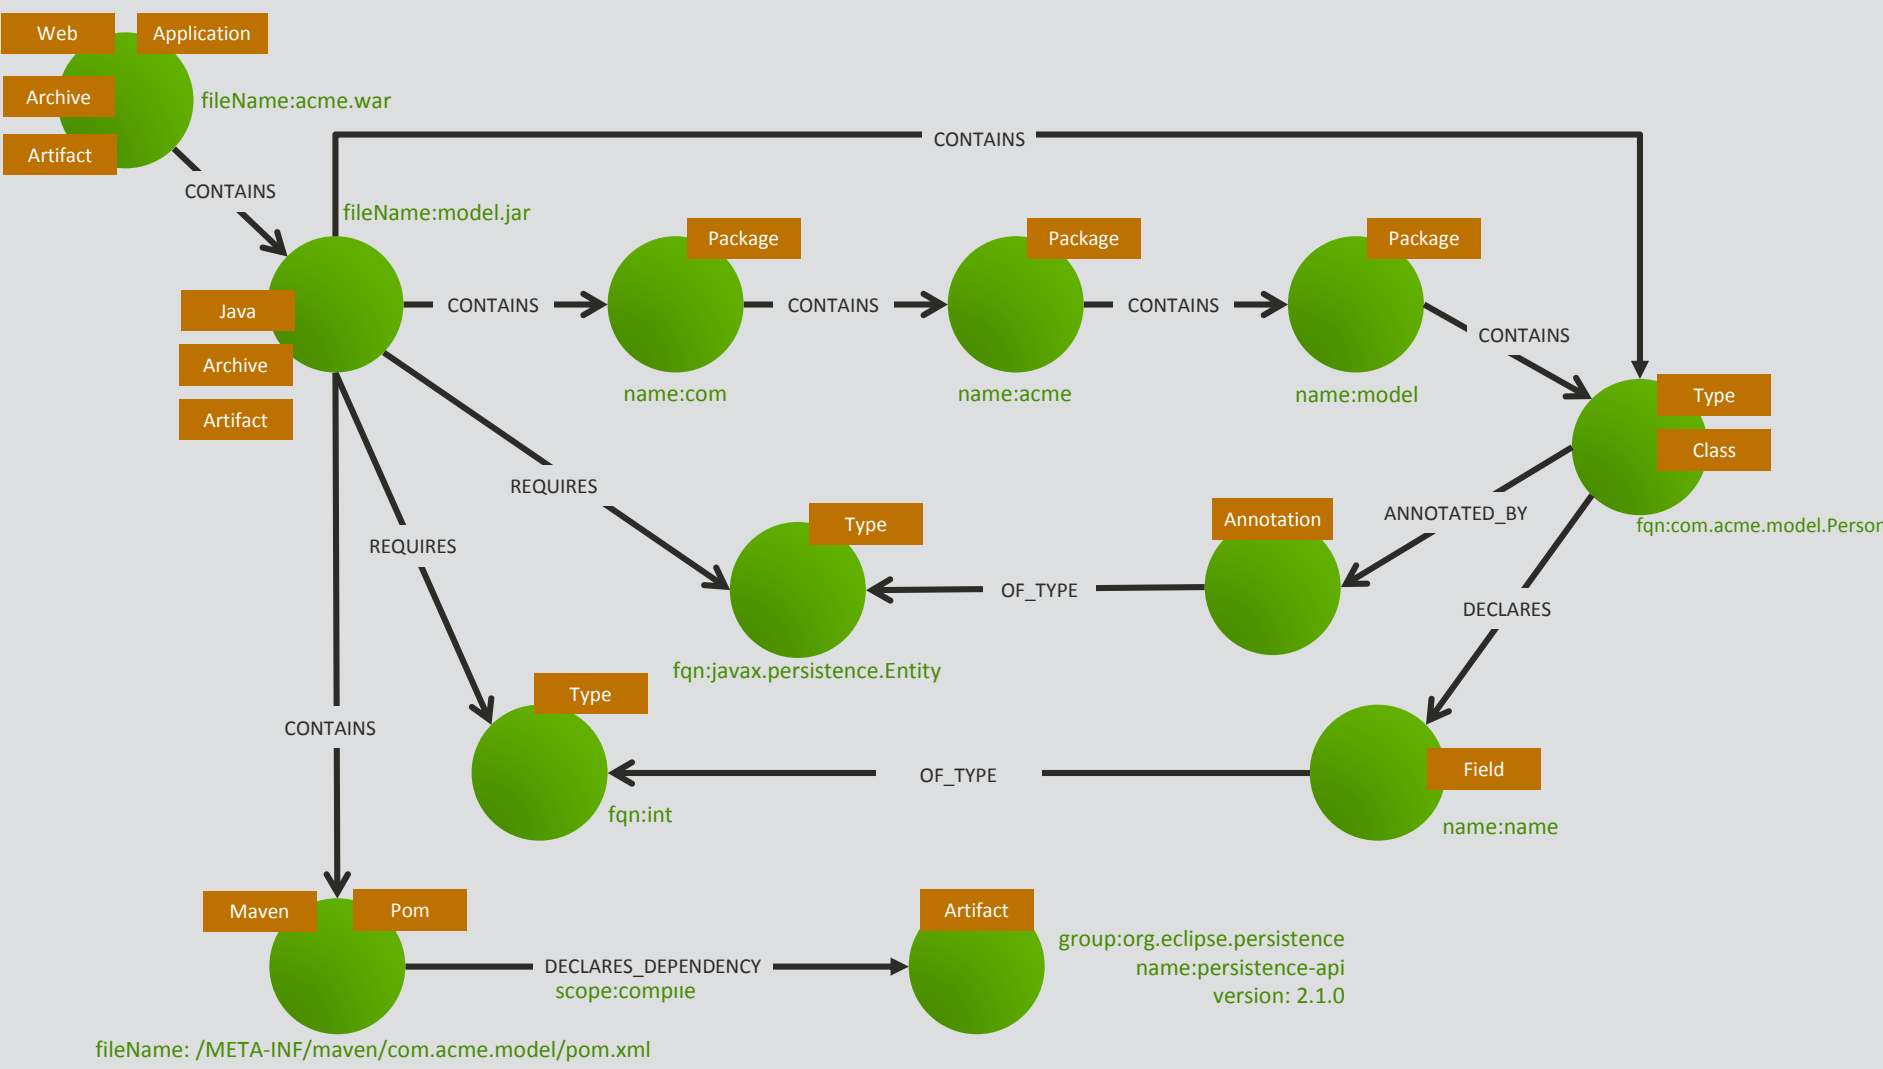 Web
Application
Archive
fileName:acme.war
Artifact
CONTAINS
CONTAINS
fileName:model.jar
Package
Package
Package
Java
CONTAINS
CONTAINS
CONTAINS
CONTAINS
Archive
name:com
name:acme
name:model
Type
Artifact
Class
REQUIRES
Type
Annotation
ANNOTATED_BY
fqn:com.acme.model.Person
REQUIRES
OF_TYPE
DECLARES
fqn:javax.persistence.Entity
Type
CONTAINS
OF_TYPE
Field
fqn:int
name:name
Maven
Pom
Artifact
group:org.eclipse.persistence
DECLARES_DEPENDENCY
name:persistence-api
scope:compile
version: 2.1.0
fileName: /META-INF/maven/com.acme.model/pom.xml